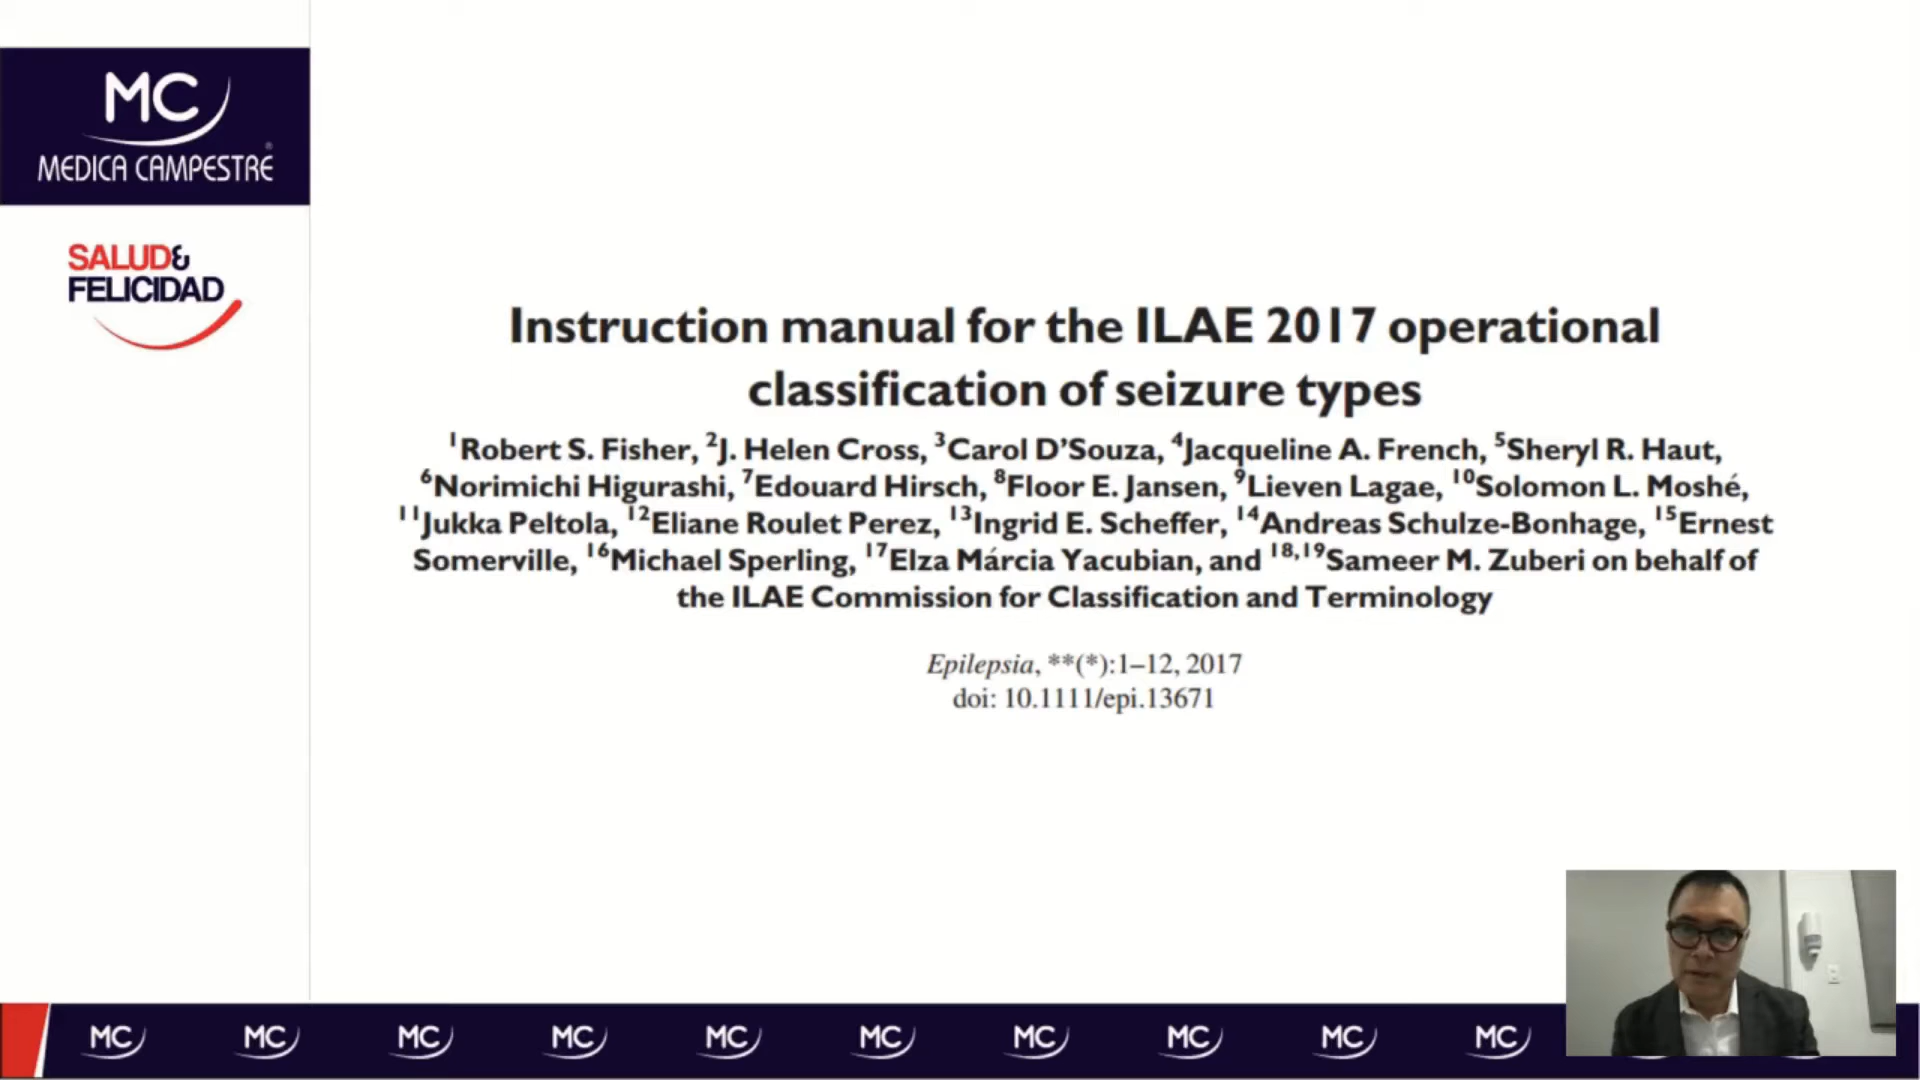 MC
MEDICA CAMPESTRE®
SALUD&
FELICIDAD
Instruction manual for the ILAE 2017 operational
classification of seizure types
¹Robert S. Fisher, ²J. Helen Cross, ³Carol D’Souza, ⁴Jacqueline A. French, ⁵Sheryl R. Haut,
⁶Norimichi Higurashi, ⁷Edouard Hirsch, ⁸Floor E. Jansen, ⁹Lieven Lagae, ¹⁰Solomon L. Moshé,
¹¹Jukka Peltola, ¹²Eliane Roulet Perez, ¹³Ingrid E. Scheffer, ¹⁴Andreas Schulze-Bonhage, ¹⁵Ernest
Somerville, ¹⁶Michael Sperling, ¹⁷Elza Márcia Yacubian, and ¹⁸,¹⁹Sameer M. Zuberi on behalf of
the ILAE Commission for Classification and Terminology
Epilepsia, **(*):1–12, 2017
doi: 10.1111/epi.13671
MC MC MC MC MC MC MC MC MC MC